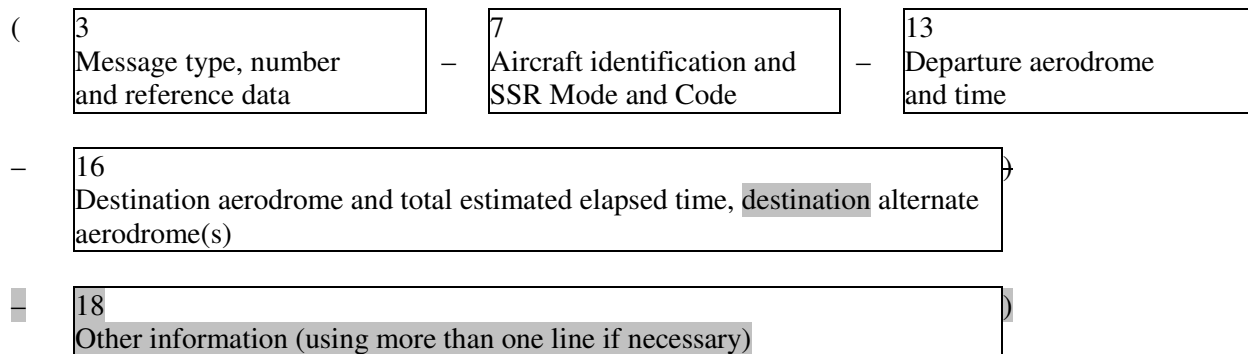 ( 3 7 13
Message type, number – Aircraft identification and – Departure aerodrome
and reference data SSR Mode and Code and time
– 16 )
Destination aerodrome and total estimated elapsed time, destination alternate
aerodrome(s)
– 18 )
Other information (using more than one line if necessary)